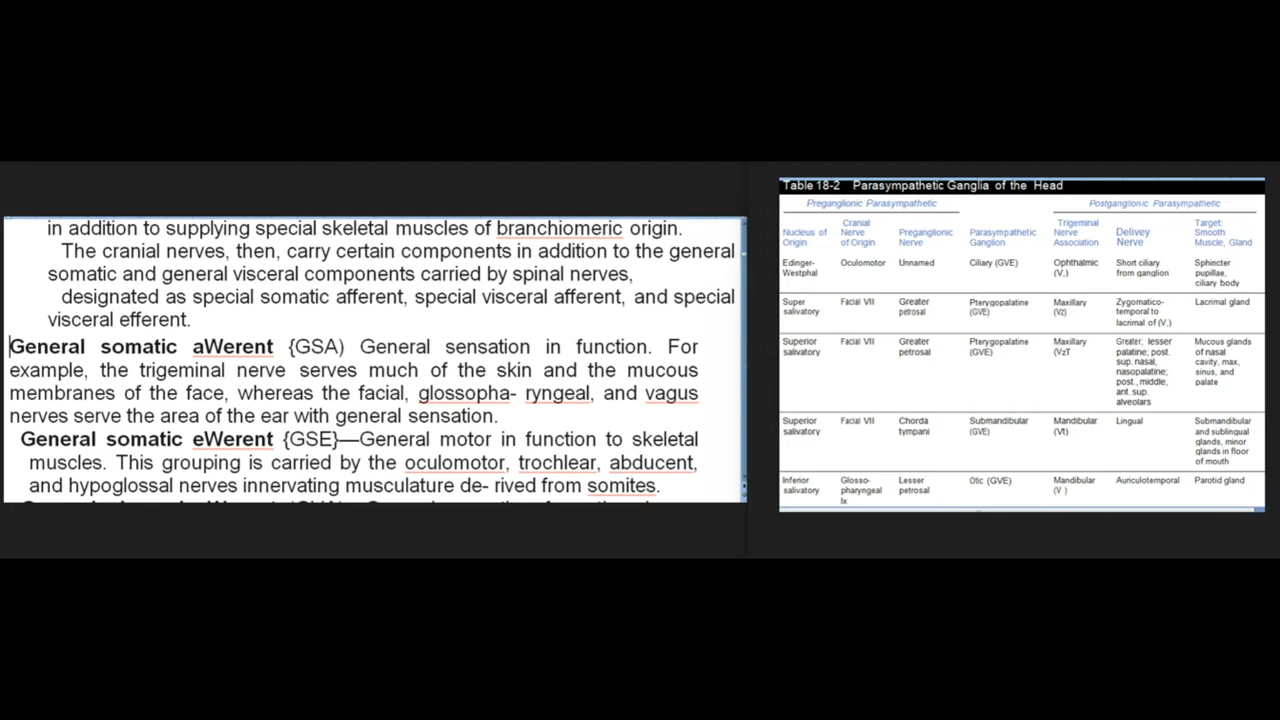 in addition to supplying special skeletal muscles of branchiomeric origin.
The cranial nerves, then, carry certain components in addition to the general
somatic and general visceral components carried by spinal nerves,
designated as special somatic afferent, special visceral afferent, and special
visceral efferent.
General somatic aWerent {GSA) General sensation in function. For
example, the trigeminal nerve serves much of the skin and the mucous
membranes of the face, whereas the facial, glossopha- ryngeal, and vagus
nerves serve the area of the ear with general sensation.
General somatic eWerent {GSE}—General motor in function to skeletal
muscles. This grouping is carried by the oculomotor, trochlear, abducent,
and hypoglossal nerves innervating musculature de- rived from somites.
Table 18-2 Parasympathetic Ganglia of the Head
Preganglionic Parasympathetic Postganglionic Parasympathetic
Nucleus of Origin Cranial Nerve of Origin Preganglionic Nerve Parasympathetic Ganglion Trigeminal Nerve Association Delivey Nerve Target: Smooth Muscle, Gland
Edinger-Westphal Oculomotor Unnamed Ciliary (GVE) Ophthalmic (V,) Short ciliary from ganglion Sphincter pupillae, ciliary body
Super salivatory Facial VII Greater petrosal Pterygopalatine (GVE) Maxillary (Vz) Zygomatico-temporal to lacrimal of (V,) Lacrimal gland
Superior salivatory Facial VII Greater petrosal Pterygopalatine (GVE) Maxillary (VzT Greater; lesser palatine; post. sup. nasal, nasopalatine; post., middle, ant. sup. alveolars Mucous glands of nasal cavity, max, sinus, and palate
Superior salivatory Facial VII Chorda tympani Submandibular (GVE) Mandibular (Vt) Lingual Submandibular and sublingual glands, minor glands in floor of mouth
Inferior salivatory Glosso-pharyngeal Ix Lesser petrosal Otic (GVE) Mandibular (V ) Auriculotemporal Parotid gland